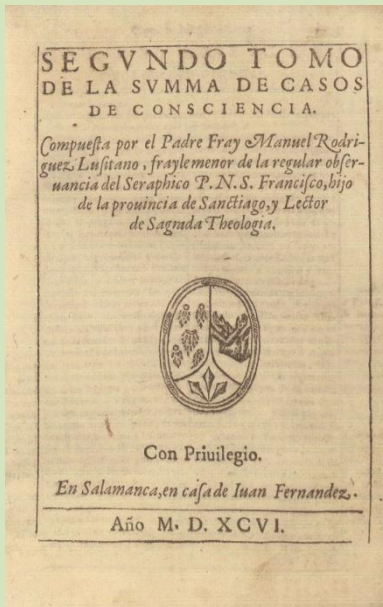 SEGVNDO TOMO
DE LA SVMMA DE CASOS
DE CONSCIENCIA.
Compuesta por el Padre Fray Manuel Rodri-
guez Lusitano, frayle menor de la regular obser-
uancia del Seraphico P. N. S. Francisco, hijo
de la prouincia de Sanctiago, y Lector
de Sagrada Theologia.
Con Priuilegio.
En Salamanca, en casa de Iuan Fernandez.
Año M. D. XCVI.